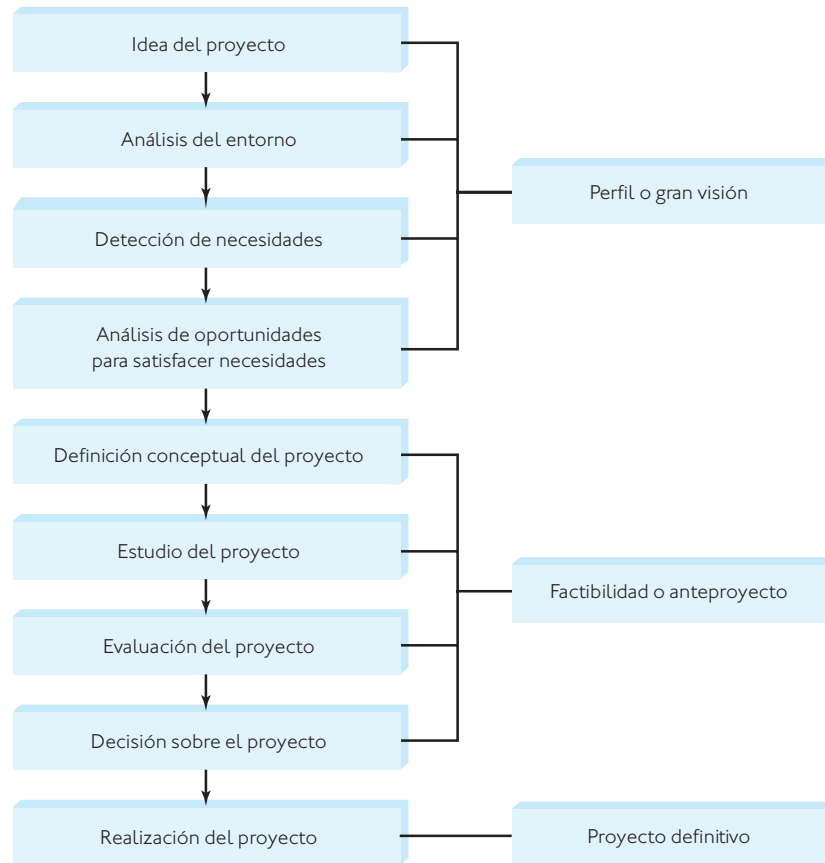 Idea del proyecto
Análisis del entorno
Detección de necesidades
Perfil o gran visión
Análisis de oportunidades
para satisfacer necesidades
Definición conceptual del proyecto
Estudio del proyecto
Factibilidad o anteproyecto
Evaluación del proyecto
Decisión sobre el proyecto
Realización del proyecto
Proyecto definitivo